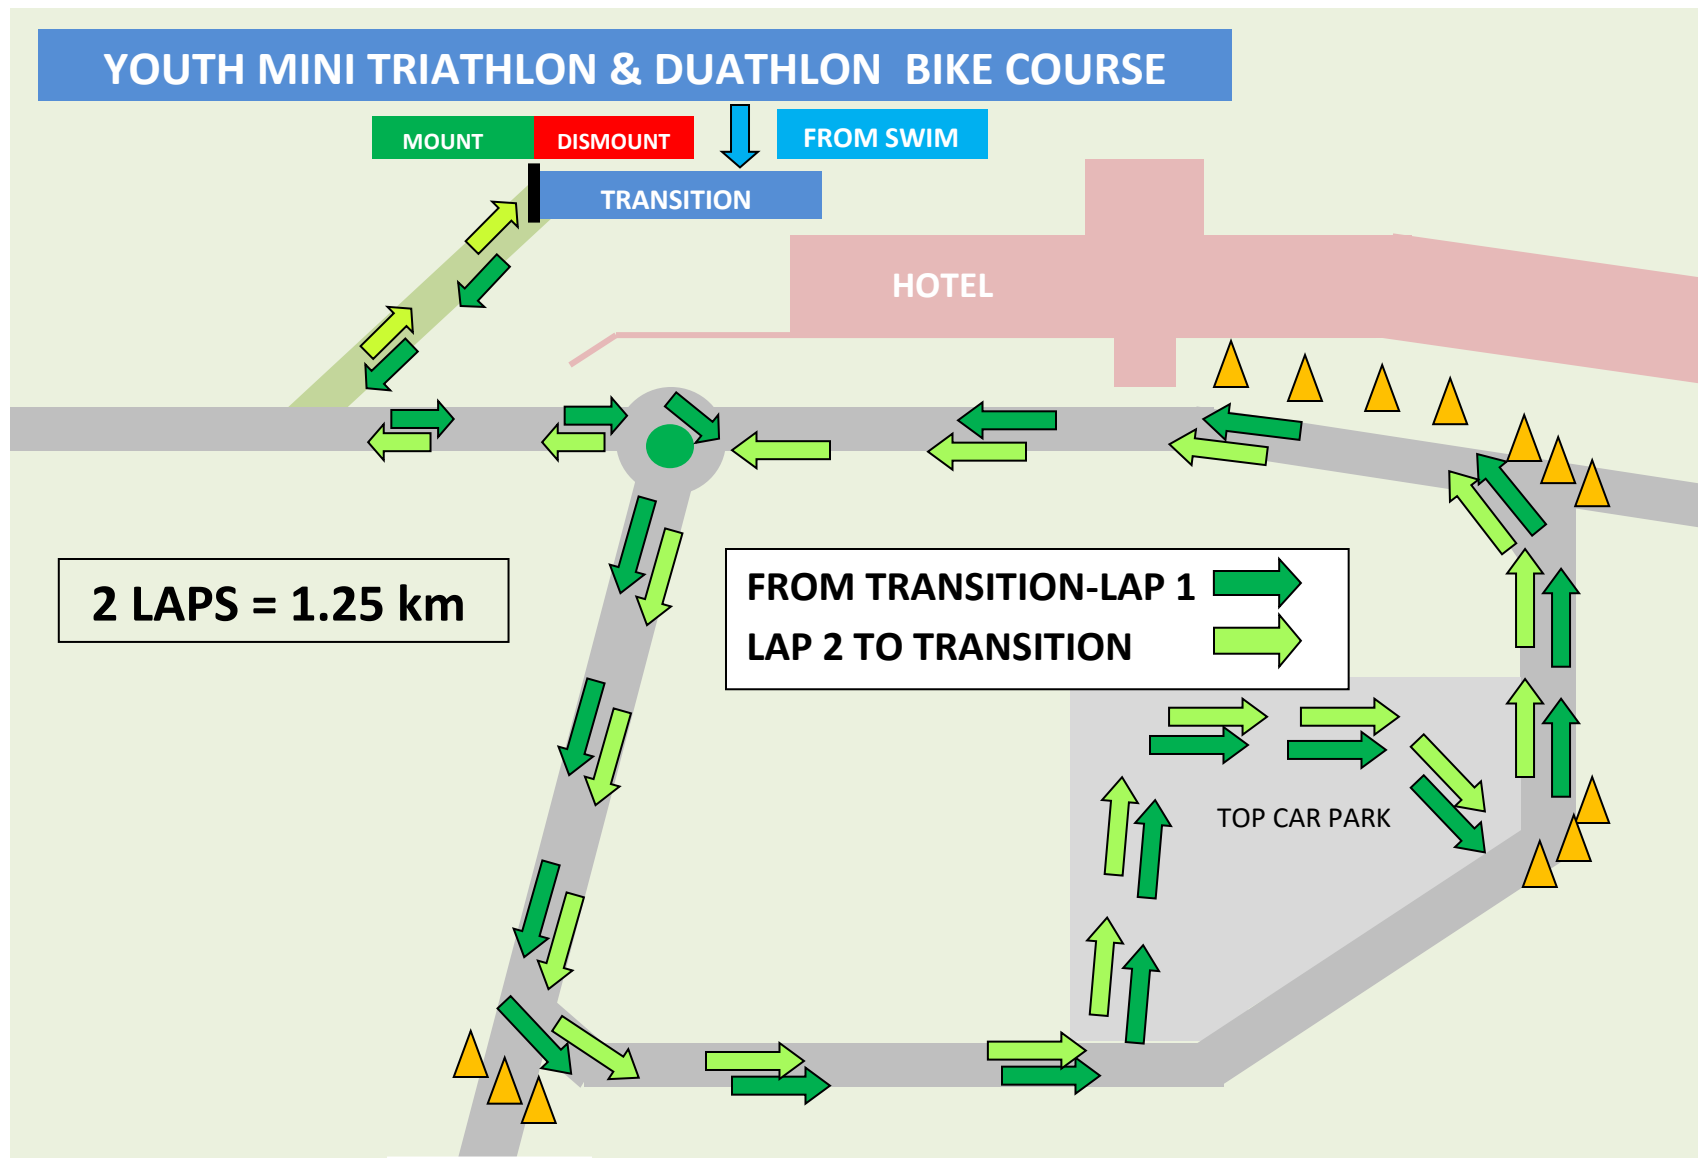 YOUTH MINI TRIATHLON & DUATHLON BIKE COURSE
MOUNT
DISMOUNT
FROM SWIM
TRANSITION
HOTEL
2 LAPS = 1.25 km
FROM TRANSITION-LAP 1
LAP 2 TO TRANSITION
TOP CAR PARK